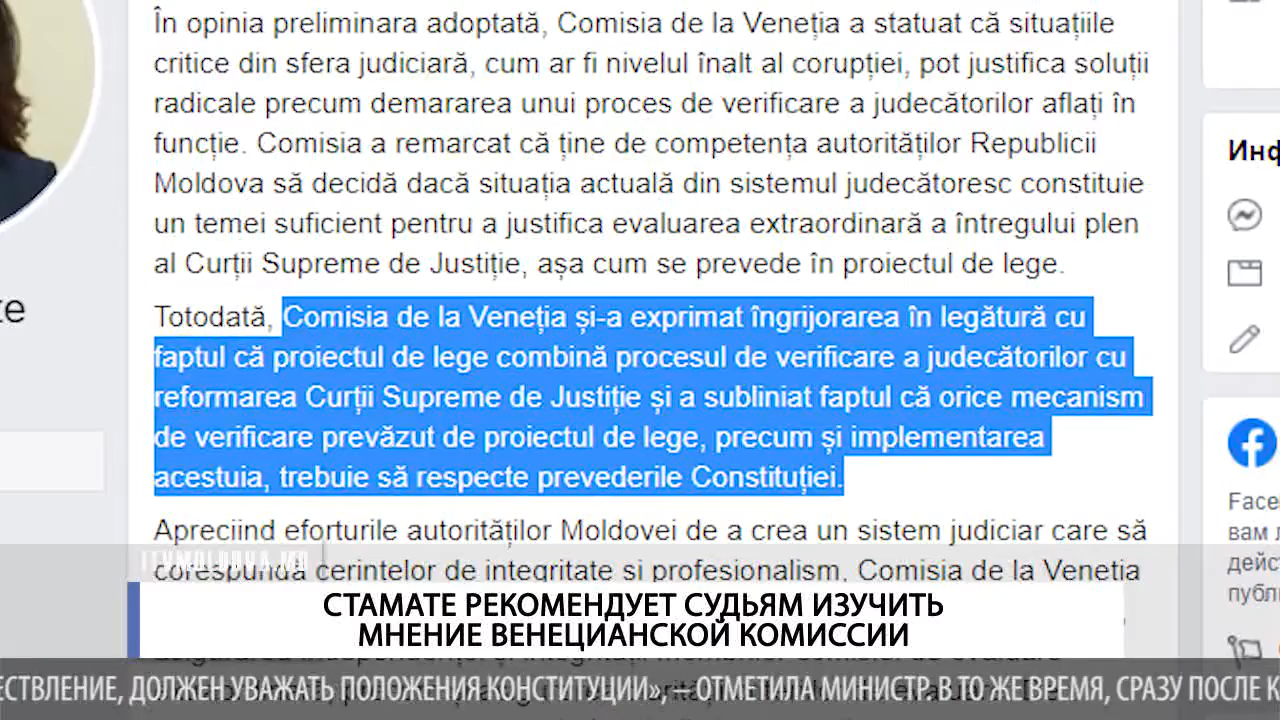 În opinia preliminara adoptată, Comisia de la Veneția a statuat că situațiile
critice din sfera judiciară, cum ar fi nivelul înalt al corupției, pot justifica soluții
radicale precum demararea unui proces de verificare a judecătorilor aflați în
funcție. Comisia a remarcat că ține de competența autorităților Republicii
Moldova să decidă dacă situația actuală din sistemul judecătoresc constituie
un temei suficient pentru a justifica evaluarea extraordinară a întregului plen
al Curții Supreme de Justiție, așa cum se prevede în proiectul de lege.
Totodată, Comisia de la Veneția și-a exprimat îngrijorarea în legătură cu
faptul că proiectul de lege combină procesul de verificare a judecătorilor cu
reformarea Curții Supreme de Justiție și a subliniat faptul că orice mecanism
de verificare prevăzut de proiectul de lege, precum și implementarea
acestuia, trebuie să respecte prevederile Constituției.
Apreciind eforturile autorităților Moldovei de a crea un sistem judiciar care să
corespundă cerințelor de integritate și profesionalism, Comisia de la Veneția
ITVMOLDOVA.MD
СТАМАТЕ РЕКОМЕНДУЕТ СУДЬЯМ ИЗУЧИТЬ
МНЕНИЕ ВЕНЕЦИАНСКОЙ КОМИССИИ
ЕСТВЛЕНИЕ, ДОЛЖЕН УВАЖАТЬ ПОЛОЖЕНИЯ КОНСТИТУЦИИ», – ОТМЕТИЛА МИНИСТР. В ТО ЖЕ ВРЕМЯ, СРАЗУ ПОСЛЕ К
te
Инф
Face
вам л
дейс
публи